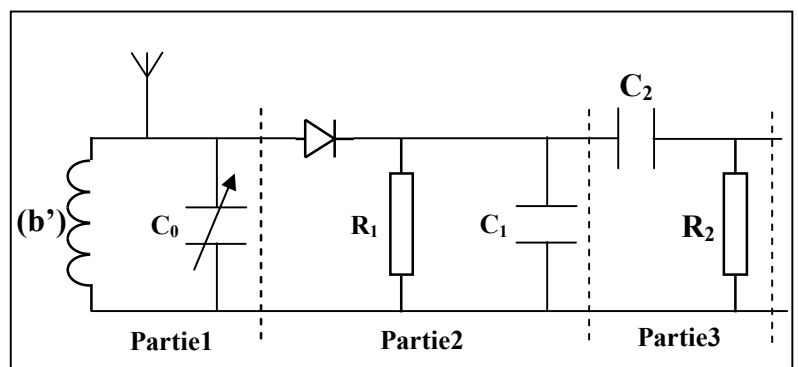 C₂
(b’)
C₀
R₁
C₁
R₂
Partie1
Partie2
Partie3